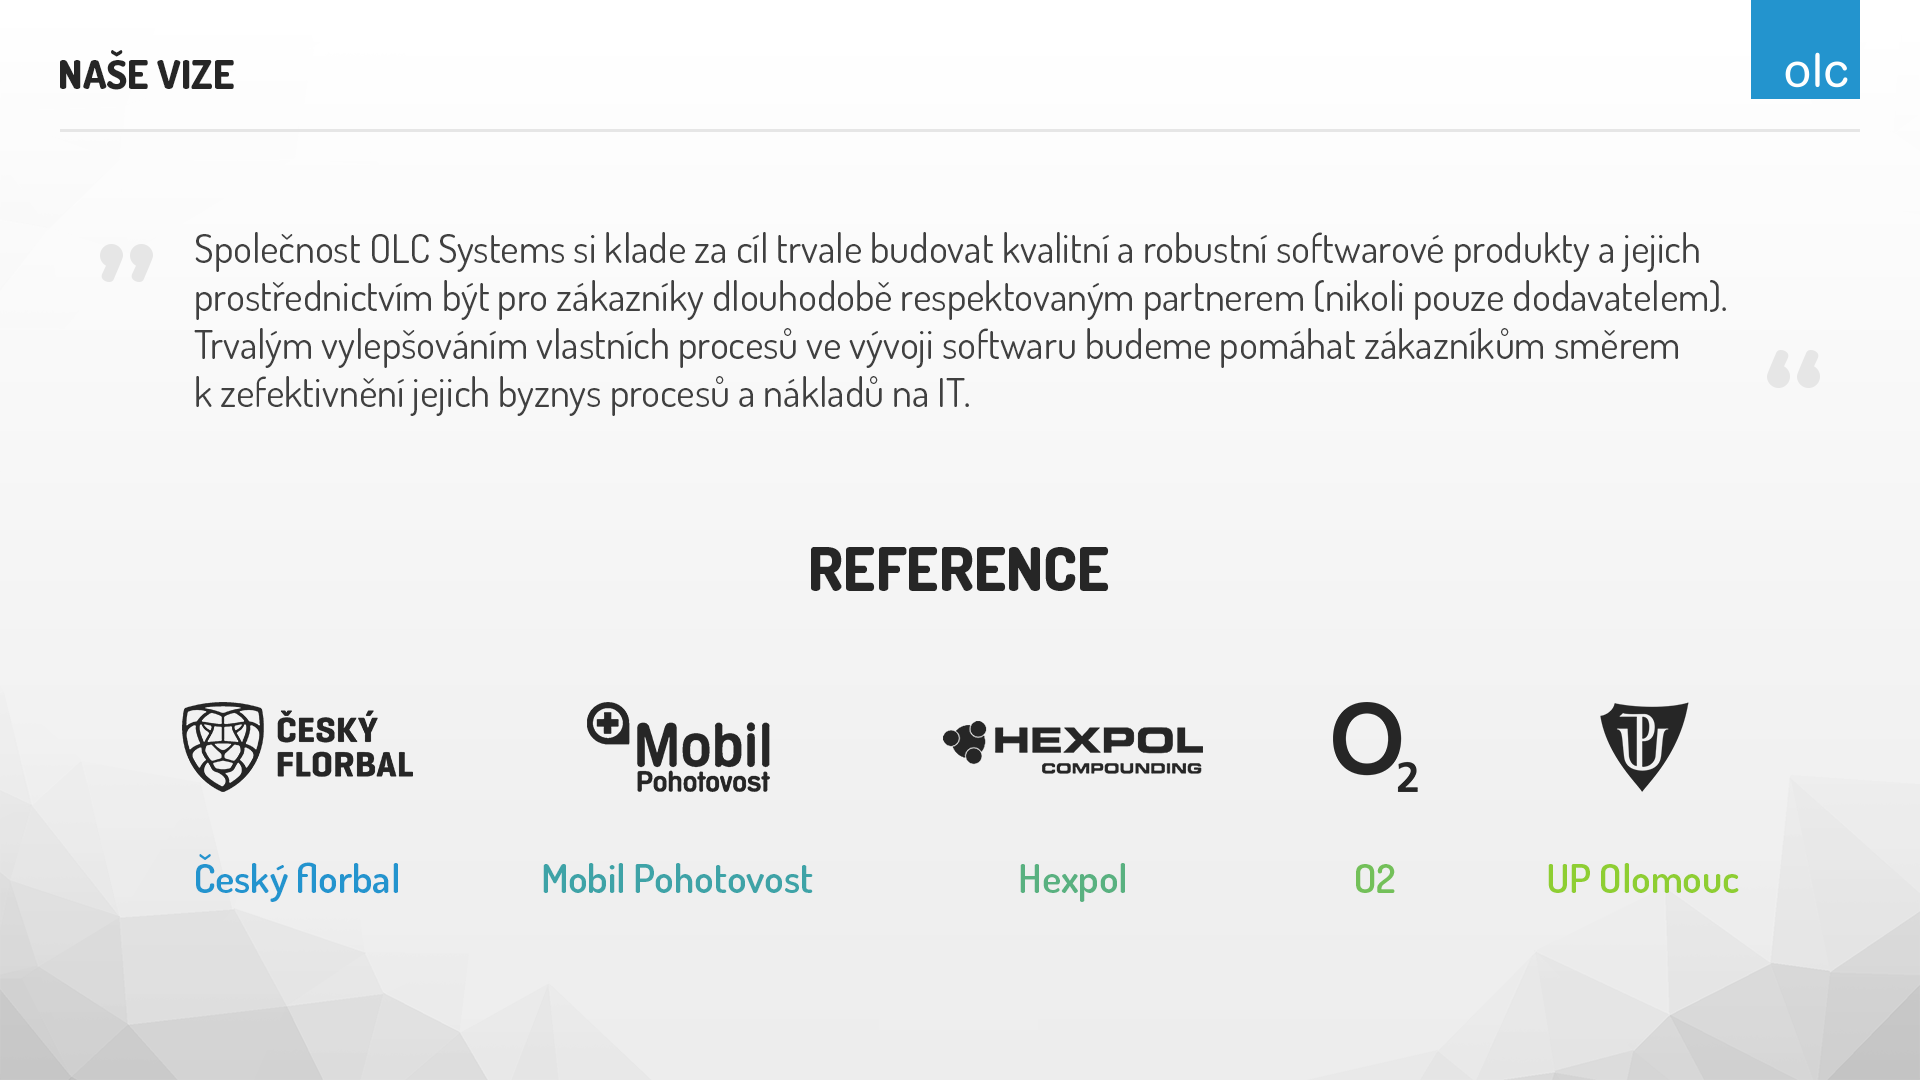 NAŠE VIZE
olc
” Společnost OLC Systems si klade za cíl trvale budovat kvalitní a robustní softwarové produkty a jejich
prostřednictvím být pro zákazníky dlouhodobě respektovaným partnerem (nikoli pouze dodavatelem).
Trvalým vylepšováním vlastních procesů ve vývoji softwaru budeme pomáhat zákazníkům směrem
k zefektivnění jejich byznys procesů a nákladů na IT. “
REFERENCE
ČESKÝ
FLORBAL
Mobil
Pohotovost
HEXPOL
COMPOUNDING
O2
UP
Český florbal
Mobil Pohotovost
Hexpol
O2
UP Olomouc